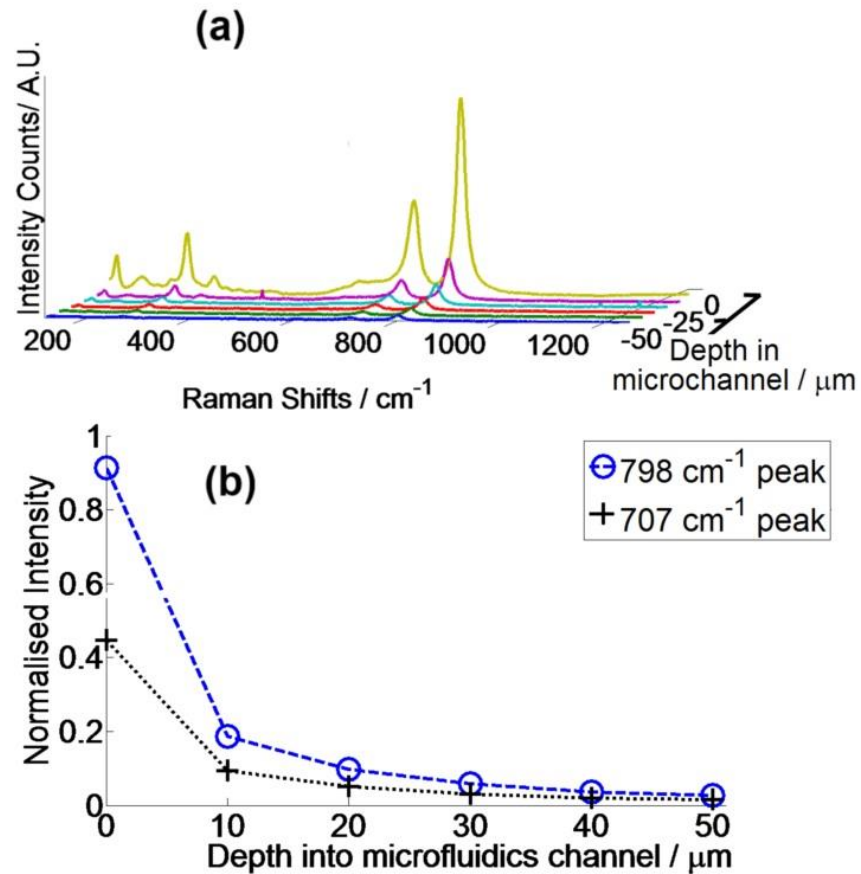 (a)
Intensity Counts/ A.U.
200 400 600 800 1000 1200
-50 -25 0
Raman Shifts / cm⁻¹
Depth in
microchannel / μm
(b)
798 cm⁻¹ peak
707 cm⁻¹ peak
Normalised Intensity
1
0.8
0.6
0.4
0.2
0
0 10 20 30 40 50
Depth into microfluidics channel / μm